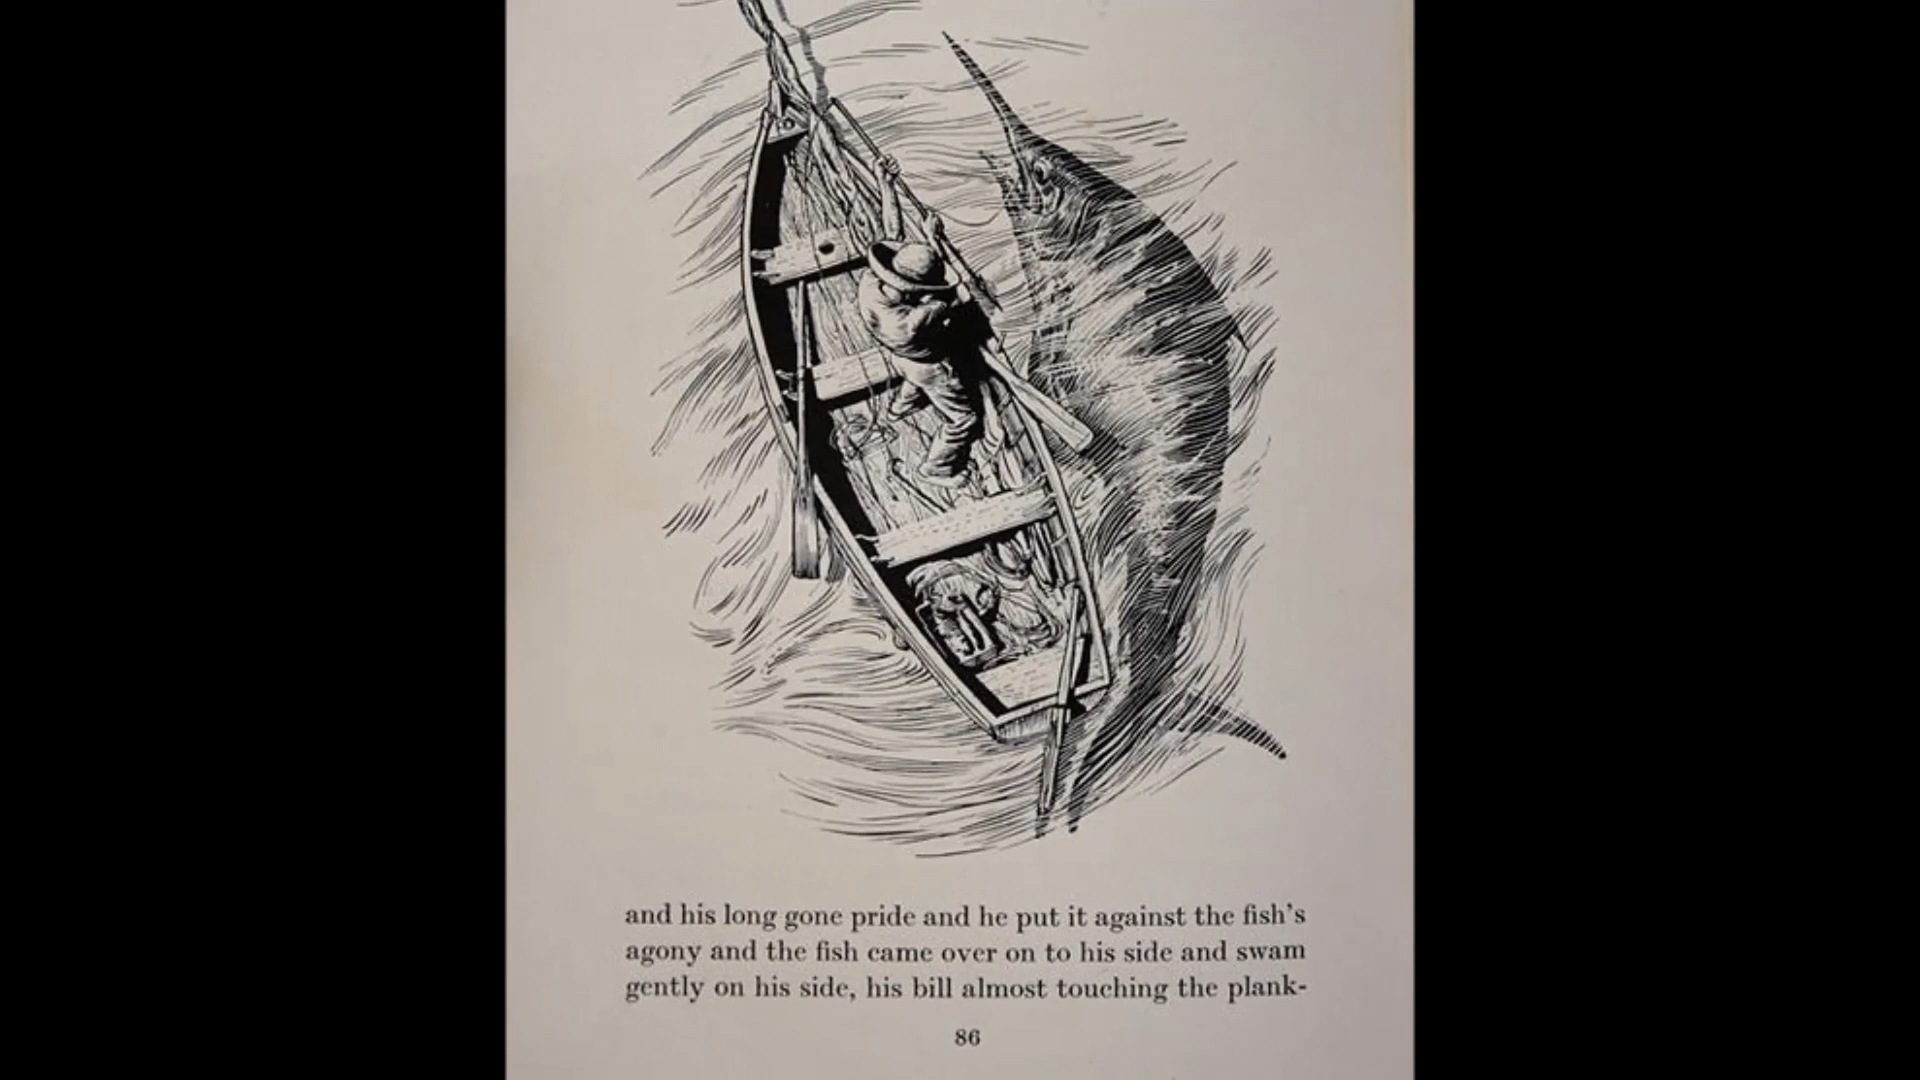 and his long gone pride and he put it against the fish's
agony and the fish came over on to his side and swam
gently on his side, his bill almost touching the plank-
86